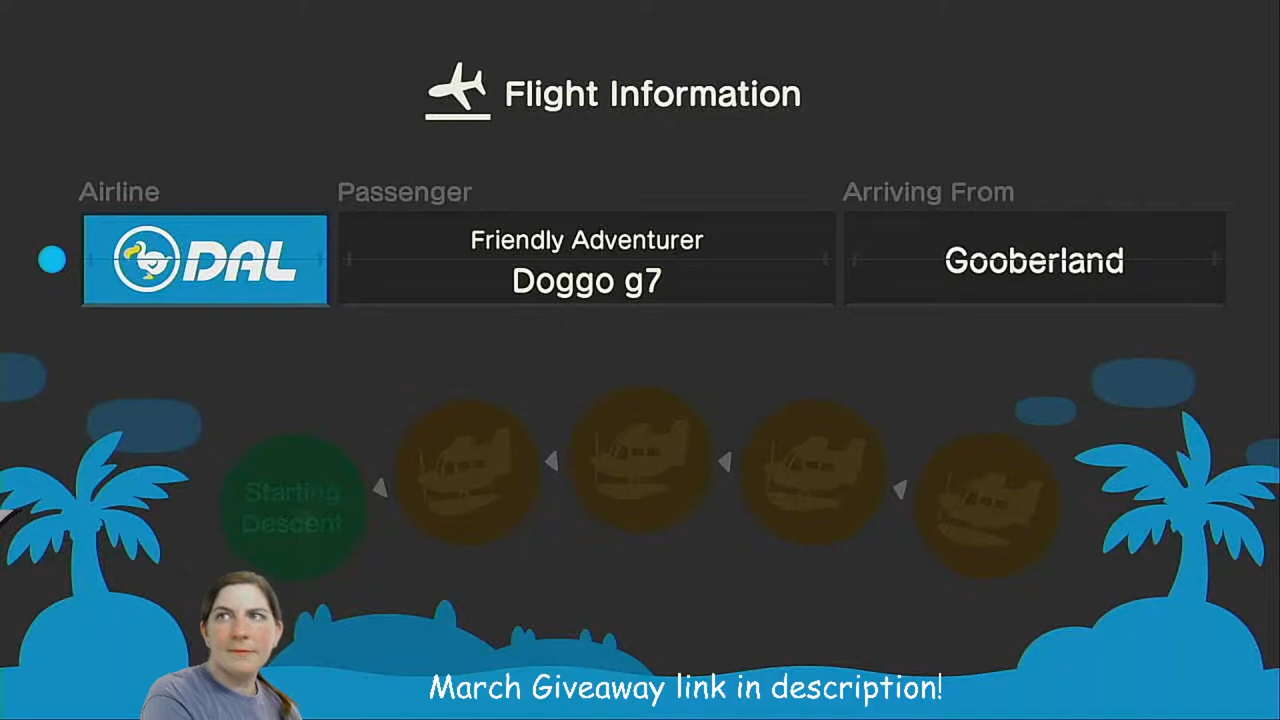 Flight Information
Airline
Passenger
Arriving From
DAL
Friendly Adventurer
Doggo g7
Gooberland
Starting
Descent
March Giveaway link in description!